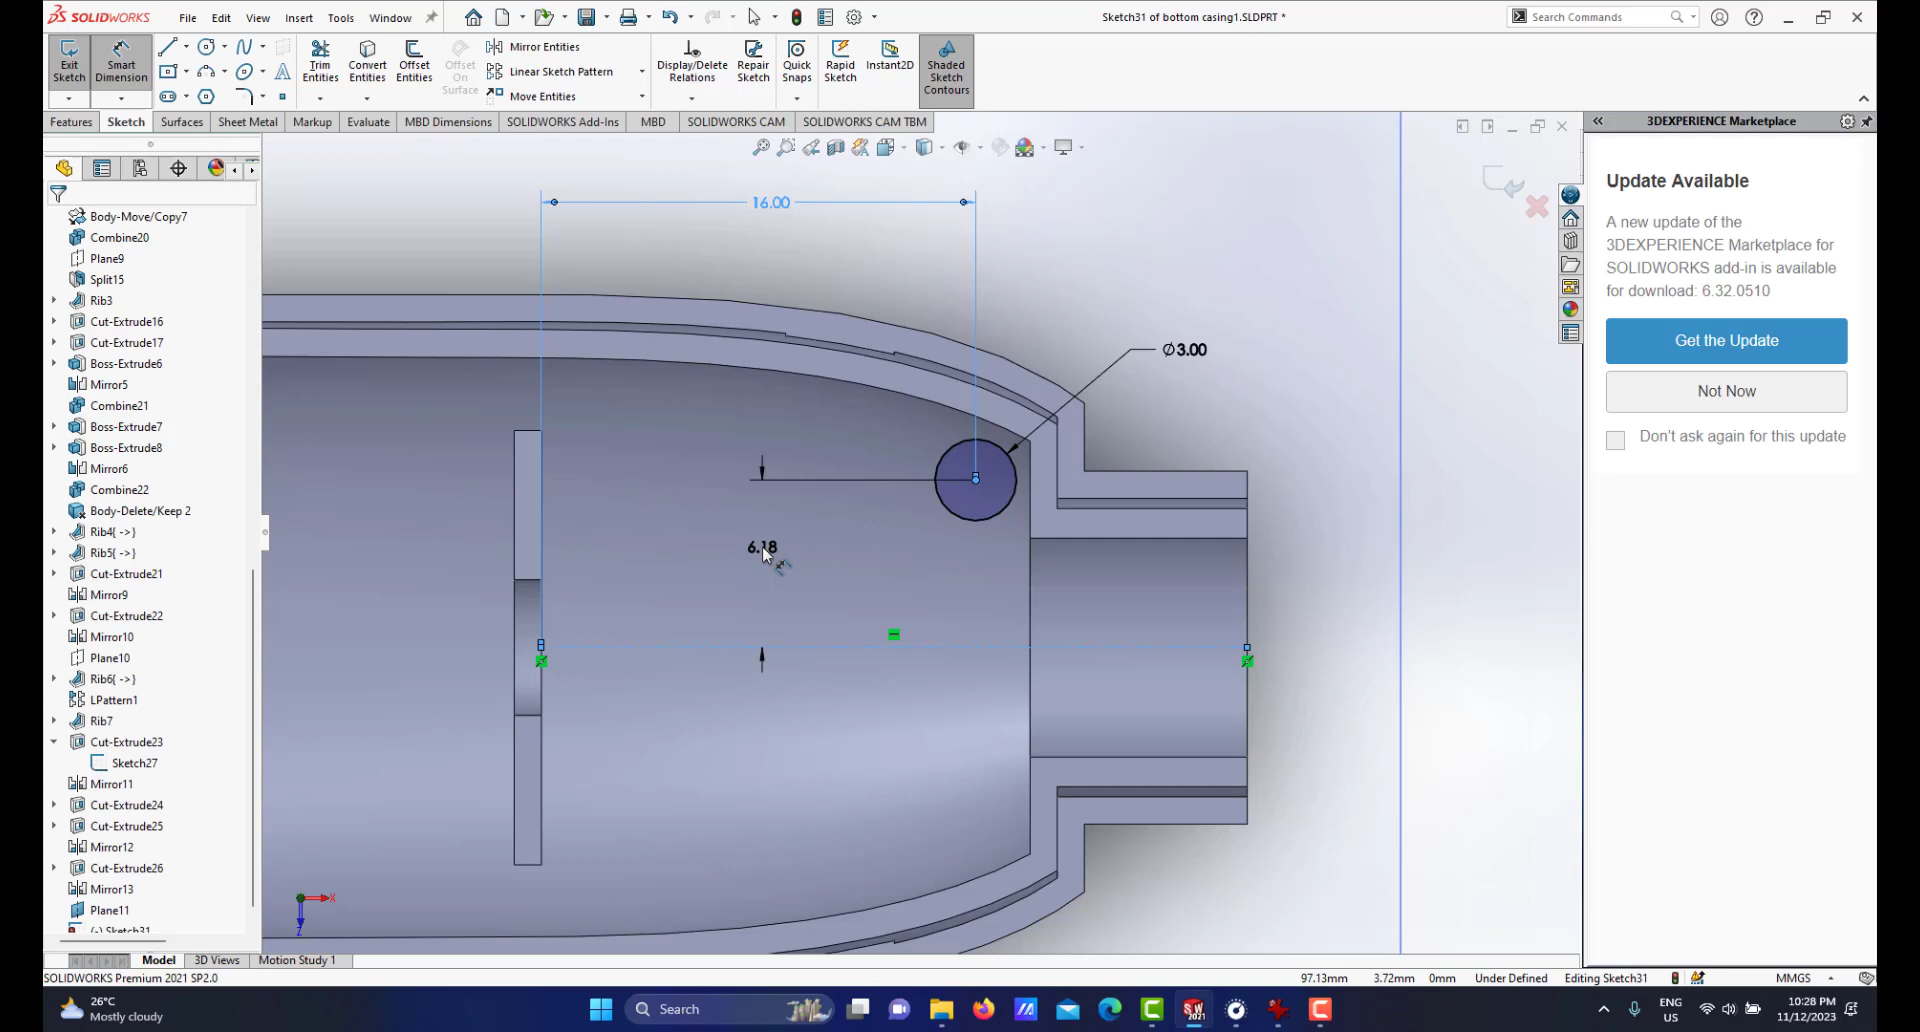 SOLIDWORKS
File Edit View Insert Tools Window
Sketch31 of bottom casing1.SLDPRT *
Search Commands
Exit Sketch
Smart Dimension
Trim Entities
Convert Entities
Offset Entities
Offset On Surface
Mirror Entities
Linear Sketch Pattern
Move Entities
Display/Delete Relations
Repair Sketch
Quick Snaps
Rapid Sketch
Instant2D
Shaded Sketch Contours
Features Sketch Surfaces Sheet Metal Markup Evaluate MBD Dimensions SOLIDWORKS Add-Ins MBD SOLIDWORKS CAM SOLIDWORKS CAM TBM
3DEXPERIENCE Marketplace
Update Available
A new update of the
3DEXPERIENCE Marketplace for
SOLIDWORKS add-in is available
for download: 6.32.0510
Get the Update
Not Now
Don't ask again for this update
Body-Move/Copy7
Combine20
Plane9
Split15
Rib3
Cut-Extrude16
Cut-Extrude17
Boss-Extrude6
Mirror5
Combine21
Boss-Extrude7
Boss-Extrude8
Mirror6
Combine22
Body-Delete/Keep 2
Rib4{ ->}
Rib5{ ->}
Cut-Extrude21
Mirror9
Cut-Extrude22
Mirror10
Plane10
Rib6{ ->}
LPattern1
Rib7
Cut-Extrude23
Sketch27
Mirror11
Cut-Extrude24
Cut-Extrude25
Mirror12
Cut-Extrude26
Mirror13
Plane11
(-) Sketch31
16.00
∅3.00
6.18
X
Z
Model 3D Views Motion Study 1
SOLIDWORKS Premium 2021 SP2.0
97.13mm 3.72mm 0mm Under Defined Editing Sketch31 MMGS
26°C
Mostly cloudy
Search
SW
2021
ENG
US
10:28 PM
11/12/2023